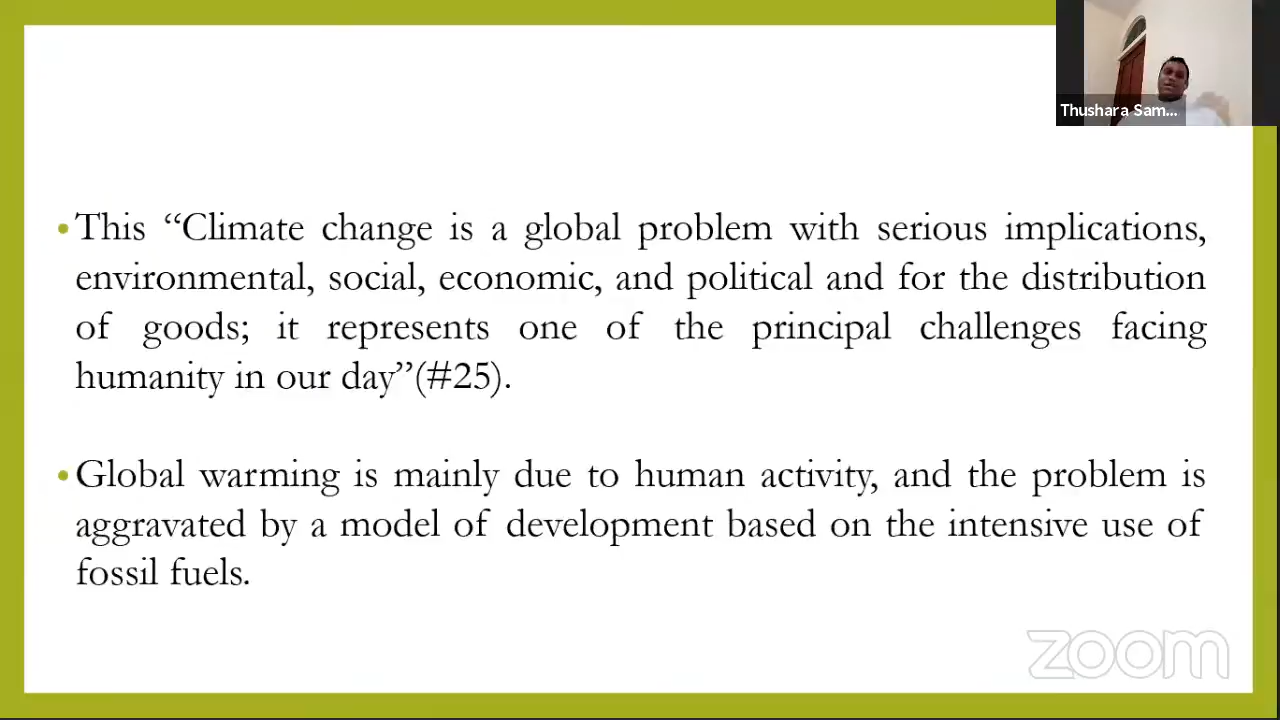 Thushara Sam...
• This “Climate change is a global problem with serious implications,
environmental, social, economic, and political and for the distribution
of goods; it represents one of the principal challenges facing
humanity in our day”(#25).
• Global warming is mainly due to human activity, and the problem is
aggravated by a model of development based on the intensive use of
fossil fuels.
zoom